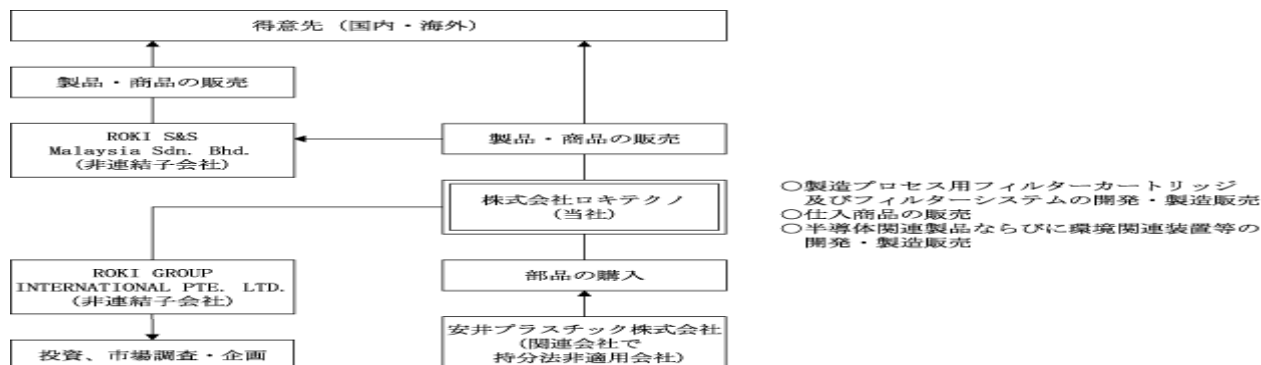 得意先（国内・海外）
製品・商品の販売
ROKI S&S
Malaysia Sdn. Bhd.
（非連結子会社）
製品・商品の販売
株式会社ロキテクノ
（当社）
○製造プロセス用フィルターカートリッジ
及びフィルターシステムの開発・製造販売
○仕入商品の販売
○半導体関連製品ならびに環境関連装置等の
開発・製造販売
ROKI GROUP
INTERNATIONAL PTE. LTD.
（非連結子会社）
部品の購入
投資、市場調査・企画
安井プラスチック株式会社
（関連会社で
持分法非適用会社）